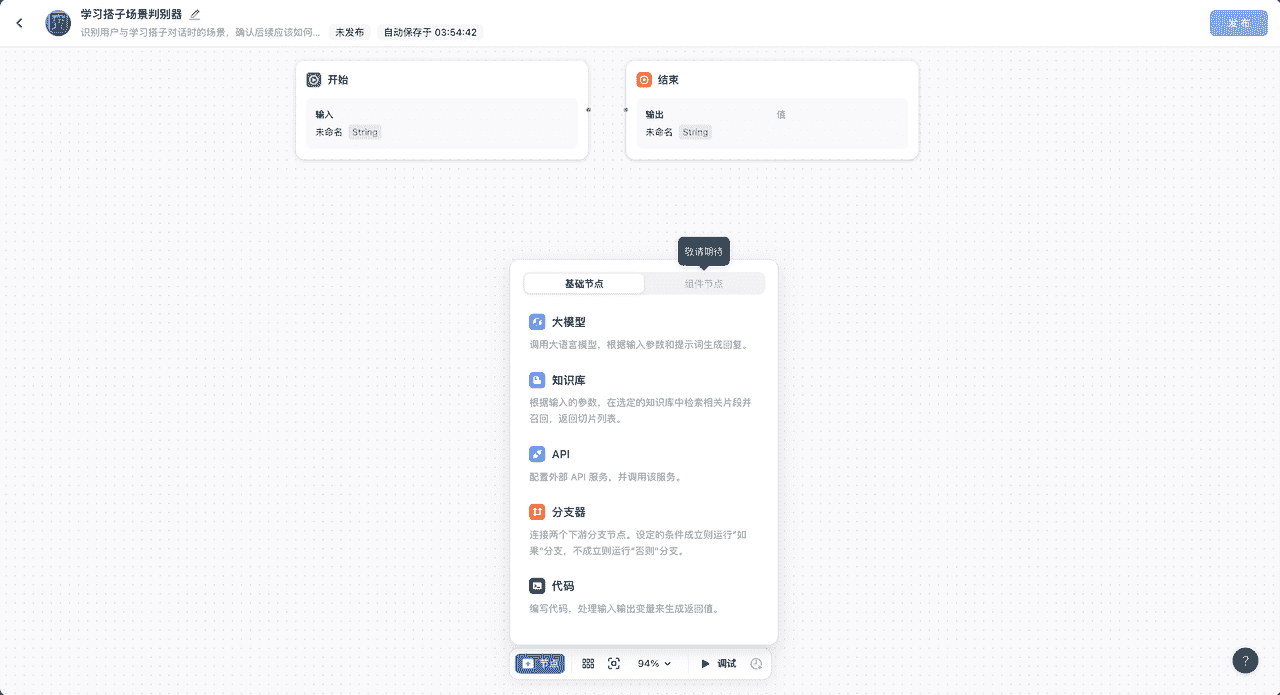 学习搭子场景判别器
识别用户与学习搭子对话时的场景，确认后续应该如何... 未发布 自动保存于 03:54:42
发布
开始
输入
未命名 String
结束
输出 值
未命名 String
敬请期待
基础节点 组件节点
大模型
调用大语言模型，根据输入参数和提示词生成回复。
知识库
根据输入的参数，在选定的知识库中检索相关片段并
召回，返回切片列表。
API
配置外部 API 服务，并调用该服务。
分支器
连接两个下游分支节点。设定的条件成立则运行“如
果”分支，不成立则运行“否则”分支。
代码
编写代码，处理输入输出变量来生成返回值。
节点 94% 调试
?